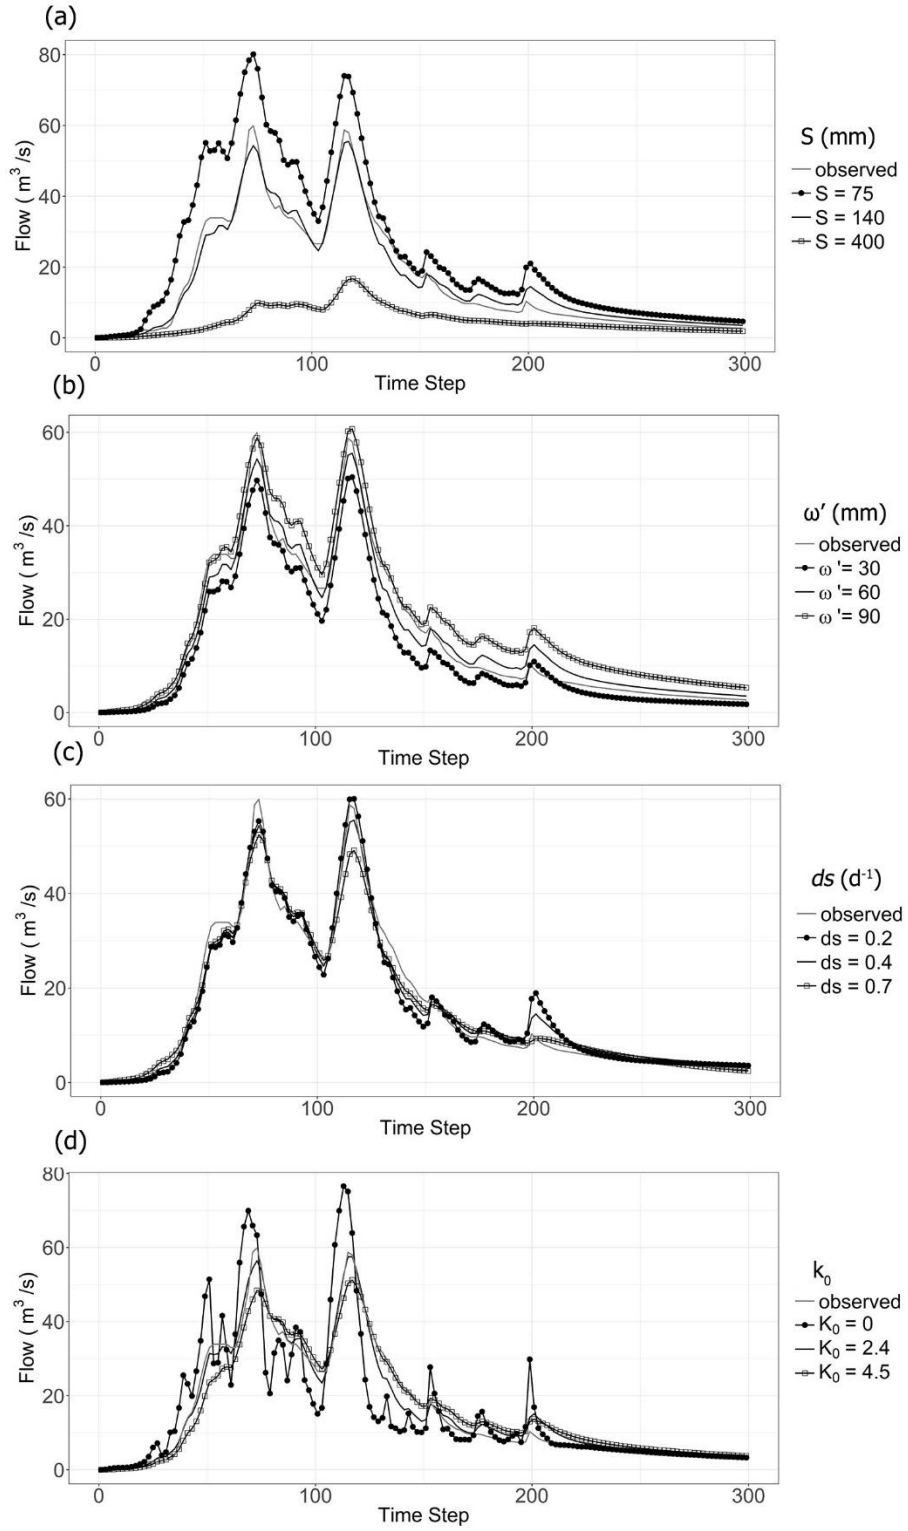 (a)
80
60
40
20
0
Flow ( m³ /s)
0 100 200 300
Time Step
S (mm)
observed
S = 75
S = 140
S = 400
(b)
60
40
20
0
Flow ( m³ /s)
0 100 200 300
Time Step
ω′ (mm)
observed
ω '= 30
ω '= 60
ω '= 90
(c)
60
40
20
0
Flow ( m³ /s)
0 100 200 300
Time Step
ds (d⁻¹)
observed
ds = 0.2
ds = 0.4
ds = 0.7
(d)
80
60
40
20
0
Flow ( m³ /s)
0 100 200 300
Time Step
k₀
observed
K₀ = 0
K₀ = 2.4
K₀ = 4.5